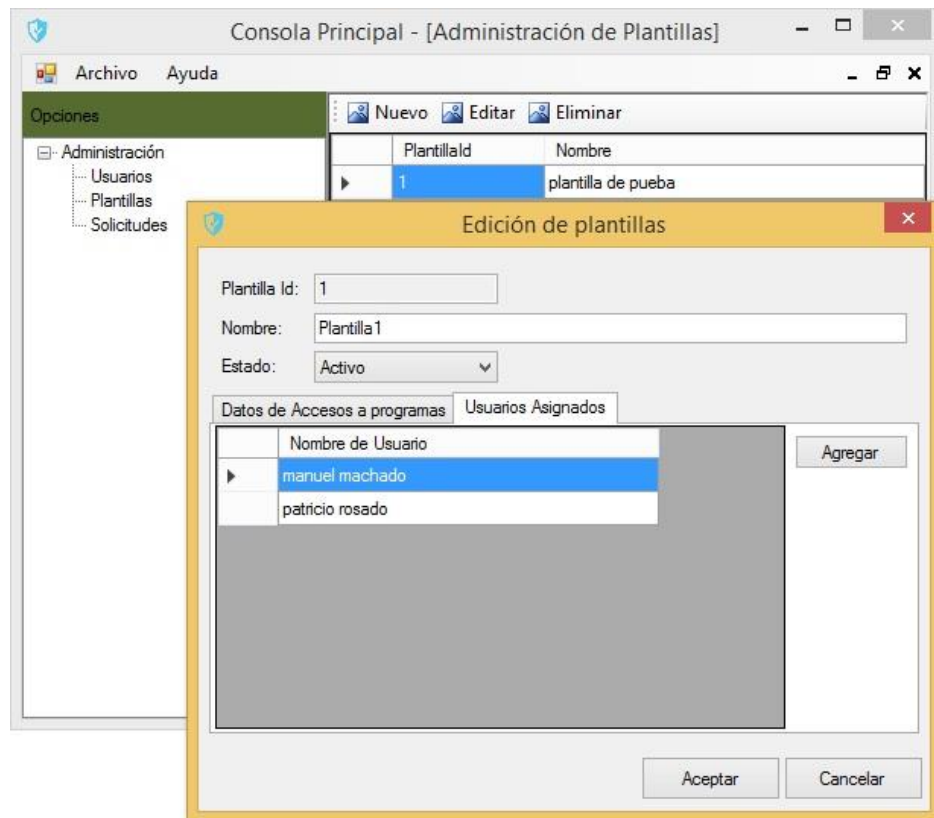 Consola Principal - [Administración de Plantillas]
Archivo Ayuda
Opciones
Nuevo Editar Eliminar
Administración
Usuarios
Plantillas
Solicitudes
PlantillaId Nombre
1 plantilla de pueba
Edición de plantillas
Plantilla Id: 1
Nombre: Plantilla1
Estado: Activo
Datos de Accesos a programas Usuarios Asignados
Nombre de Usuario
manuel machado
patricio rosado
Agregar
Aceptar Cancelar